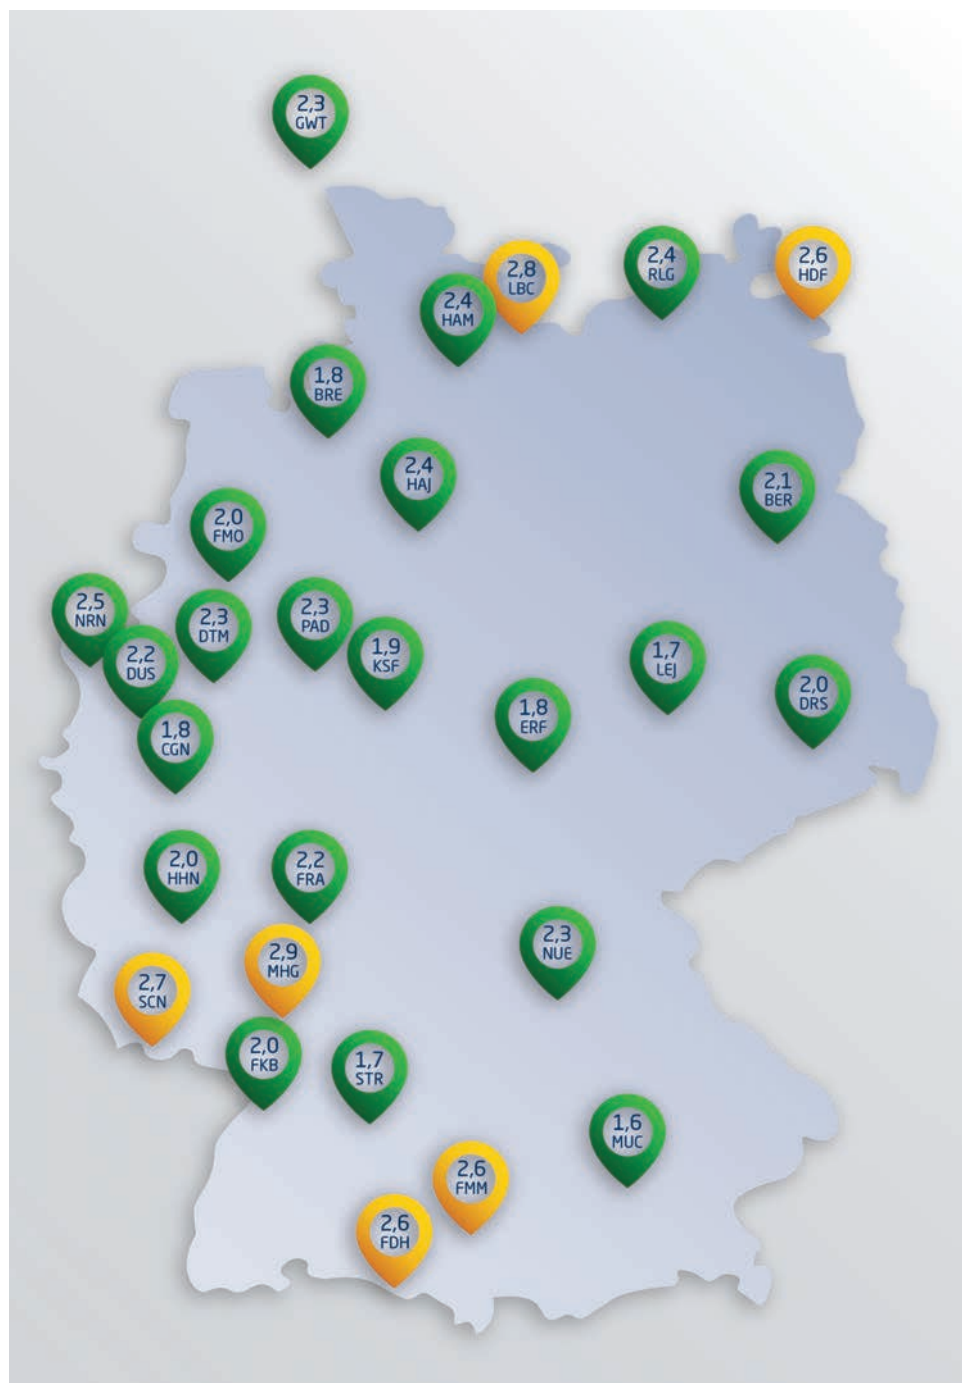 2,3
GWT
2,4
RLG
2,6
HDF
2,8
LBC
2,4
HAM
1,8
BRE
2,4
HAJ
2,1
BER
2,0
FMO
2,5
NRN
2,3
DTM
2,3
PAD
2,2
DUS
1,9
KSF
1,7
LEJ
2,0
DRS
1,8
ERF
1,8
CGN
2,0
HHN
2,2
FRA
2,3
NUE
2,9
MHG
2,7
SCN
2,0
FKB
1,7
STR
1,6
MUC
2,6
FMM
2,6
FDH